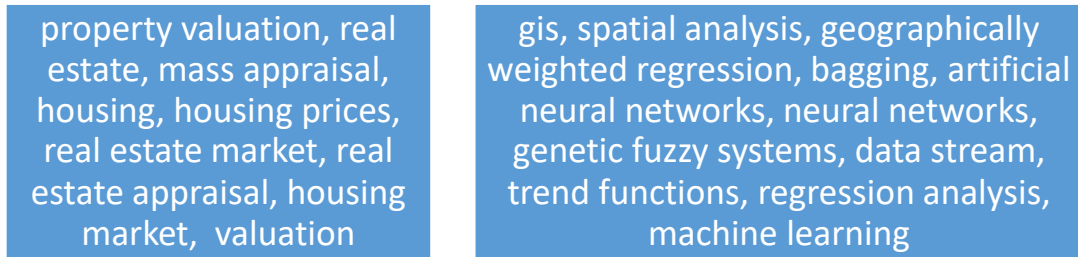 property valuation, real
estate, mass appraisal,
housing, housing prices,
real estate market, real
estate appraisal, housing
market,  valuation
gis, spatial analysis, geographically
weighted regression, bagging, artificial
neural networks, neural networks,
genetic fuzzy systems, data stream,
trend functions, regression analysis,
machine learning